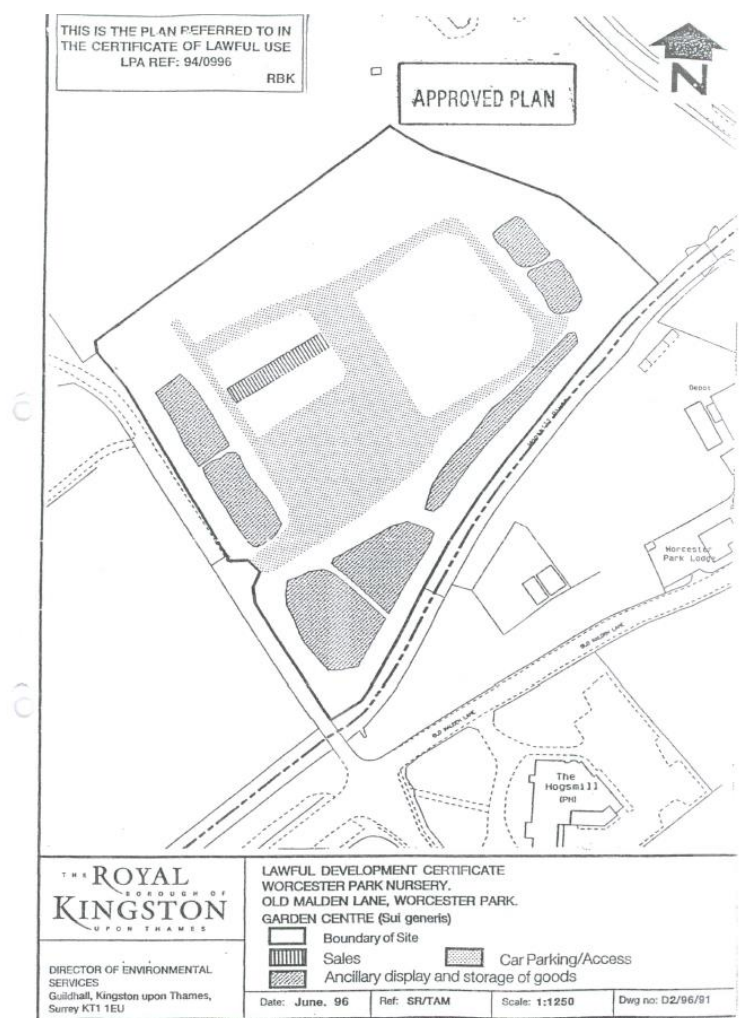 THIS IS THE PLAN REFERRED TO IN
THE CERTIFICATE OF LAWFUL USE
LPA REF: 94/0996
RBK
APPROVED PLAN
N
Depot
Worcester
Park Lodge
OLD MALDEN LANE
OLD MALDEN LANE
The
Hogsmill
(PH)
THE ROYAL
BOROUGH OF
KINGSTON
UPON THAMES
DIRECTOR OF ENVIRONMENTAL
SERVICES
Guildhall, Kingston upon Thames,
Surrey KT1 1EU
LAWFUL DEVELOPMENT CERTIFICATE
WORCESTER PARK NURSERY.
OLD MALDEN LANE, WORCESTER PARK.
GARDEN CENTRE (Sui generis)
Boundary of Site
Sales
Car Parking/Access
Ancillary display and storage of goods
Date: June. 96
Ref: SR/TAM
Scale: 1:1250
Dwg no: D2/96/91